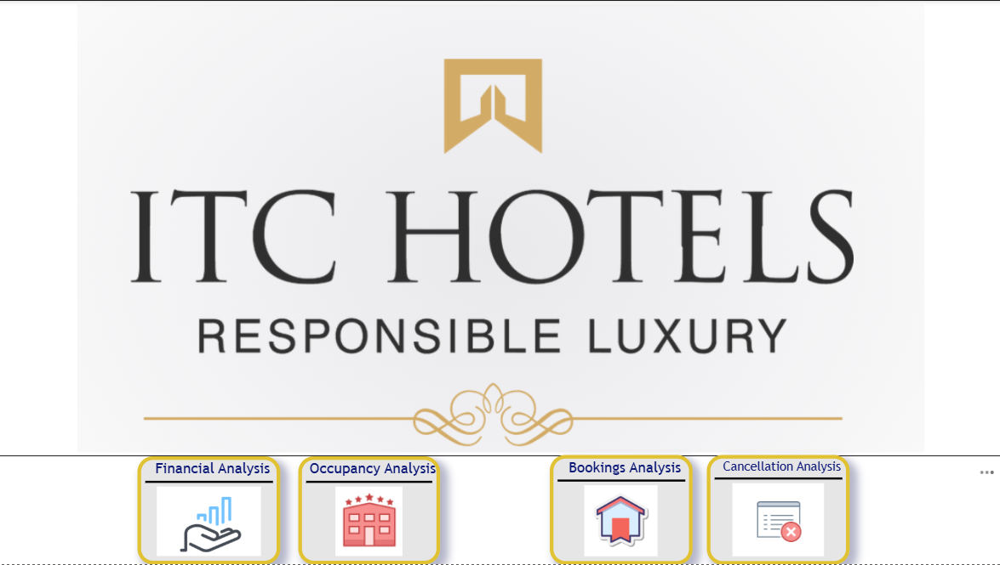 ITC HOTELS
RESPONSIBLE LUXURY
Financial Analysis
Occupancy Analysis
Bookings Analysis
Cancellation Analysis